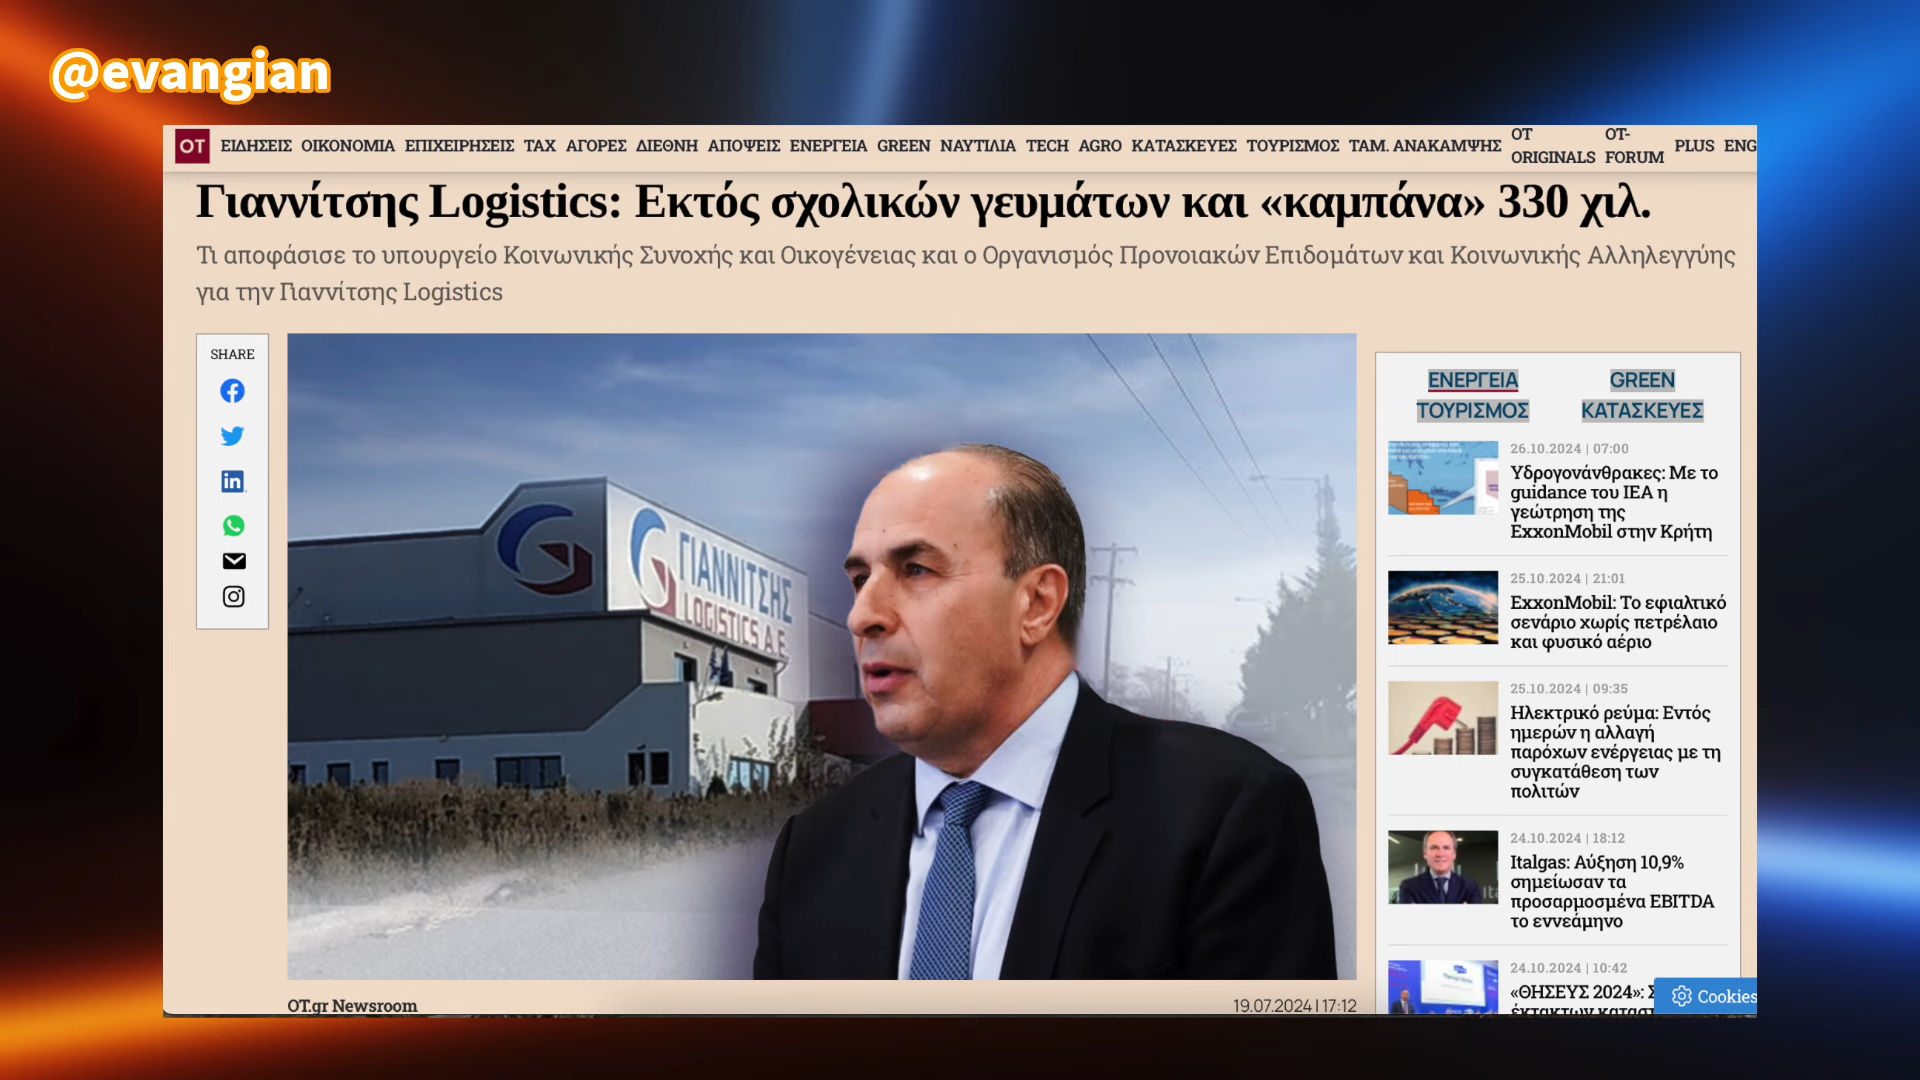 @evangian
OT ΕΙΔΗΣΕΙΣ ΟΙΚΟΝΟΜΙΑ ΕΠΙΧΕΙΡΗΣΕΙΣ TAX ΑΓΟΡΕΣ ΔΙΕΘΝΗ ΑΠΟΨΕΙΣ ΕΝΕΡΓΕΙΑ GREEN ΝΑΥΤΙΛΙΑ TECH AGRO ΚΑΤΑΣΚΕΥΕΣ ΤΟΥΡΙΣΜΟΣ ΤΑΜ. ΑΝΑΚΑΜΨΗΣ OT ORIGINALS OT-FORUM PLUS ENG
Γιαννίτσης Logistics: Εκτός σχολικών γευμάτων και «καμπάνα» 330 χιλ.
Τι αποφάσισε το υπουργείο Κοινωνικής Συνοχής και Οικογένειας και ο Οργανισμός Προνοιακών Επιδομάτων και Κοινωνικής Αλληλεγγύης
για την Γιαννίτσης Logistics
SHARE
ΓΙΑΝΝΙΤΣΗΣ
LOGISTICS A.E.
OT.gr Newsroom
19.07.2024 | 17:12
ΕΝΕΡΓΕΙΑ
GREEN
ΤΟΥΡΙΣΜΟΣ
ΚΑΤΑΣΚΕΥΕΣ
26.10.2024 | 07:00
Υδρογονάνθρακες: Με το
guidance του IEA η
γεώτρηση της
ExxonMobil στην Κρήτη
25.10.2024 | 21:01
ExxonMobil: Το εφιαλτικό
σενάριο χωρίς πετρέλαιο
και φυσικό αέριο
25.10.2024 | 09:35
Ηλεκτρικό ρεύμα: Εντός
ημερών η αλλαγή
παρόχων ενέργειας με τη
συγκατάθεση των
πολιτών
24.10.2024 | 18:12
Italgas: Αύξηση 10,9%
σημείωσαν τα
προσαρμοσμένα EBITDA
το εννεάμηνο
24.10.2024 | 10:42
«ΘΗΣΕΥΣ 2024»:
έκτακτων
Cookies